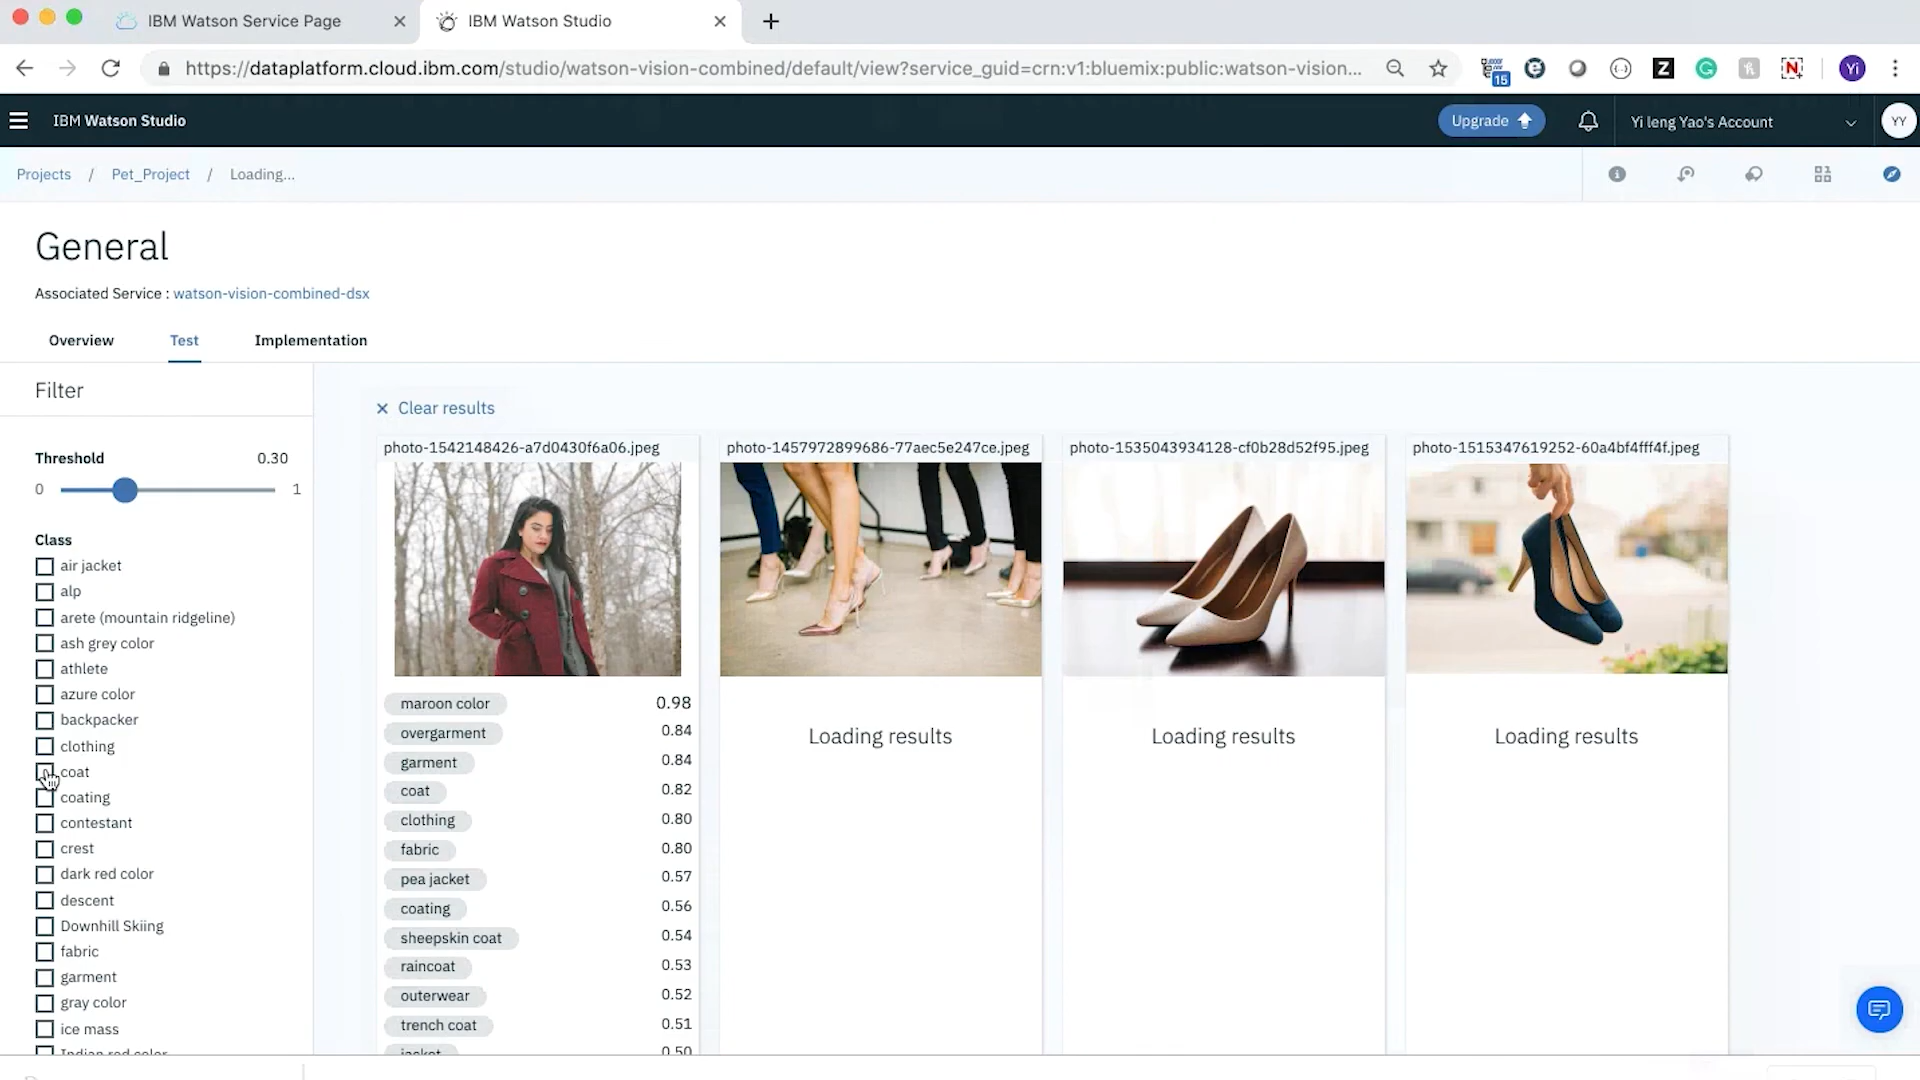 IBM Watson Service Page
IBM Watson Studio
https://dataplatform.cloud.ibm.com/studio/watson-vision-combined/default/view?service_guid=crn:v1:bluemix:public:watson-vision...
15
Yi
IBM Watson Studio
Upgrade
Yi leng Yao's Account
YY
Projects / Pet_Project / Loading...
General
Associated Service : watson-vision-combined-dsx
Overview
Test
Implementation
Filter
Threshold 0.30
0 1
Class
air jacket
alp
arete (mountain ridgeline)
ash grey color
athlete
azure color
backpacker
clothing
coat
coating
contestant
crest
dark red color
descent
Downhill Skiing
fabric
garment
gray color
ice mass
Indian red color
Clear results
photo-1542148426-a7d0430f6a06.jpeg
maroon color 0.98
overgarment 0.84
garment 0.84
coat 0.82
clothing 0.80
fabric 0.80
pea jacket 0.57
coating 0.56
sheepskin coat 0.54
raincoat 0.53
outerwear 0.52
trench coat 0.51
jacket 0.50
photo-1457972899686-77aec5e247ce.jpeg
Loading results
photo-1535043934128-cf0b28d52f95.jpeg
Loading results
photo-1515347619252-60a4bf4fff4f.jpeg
Loading results